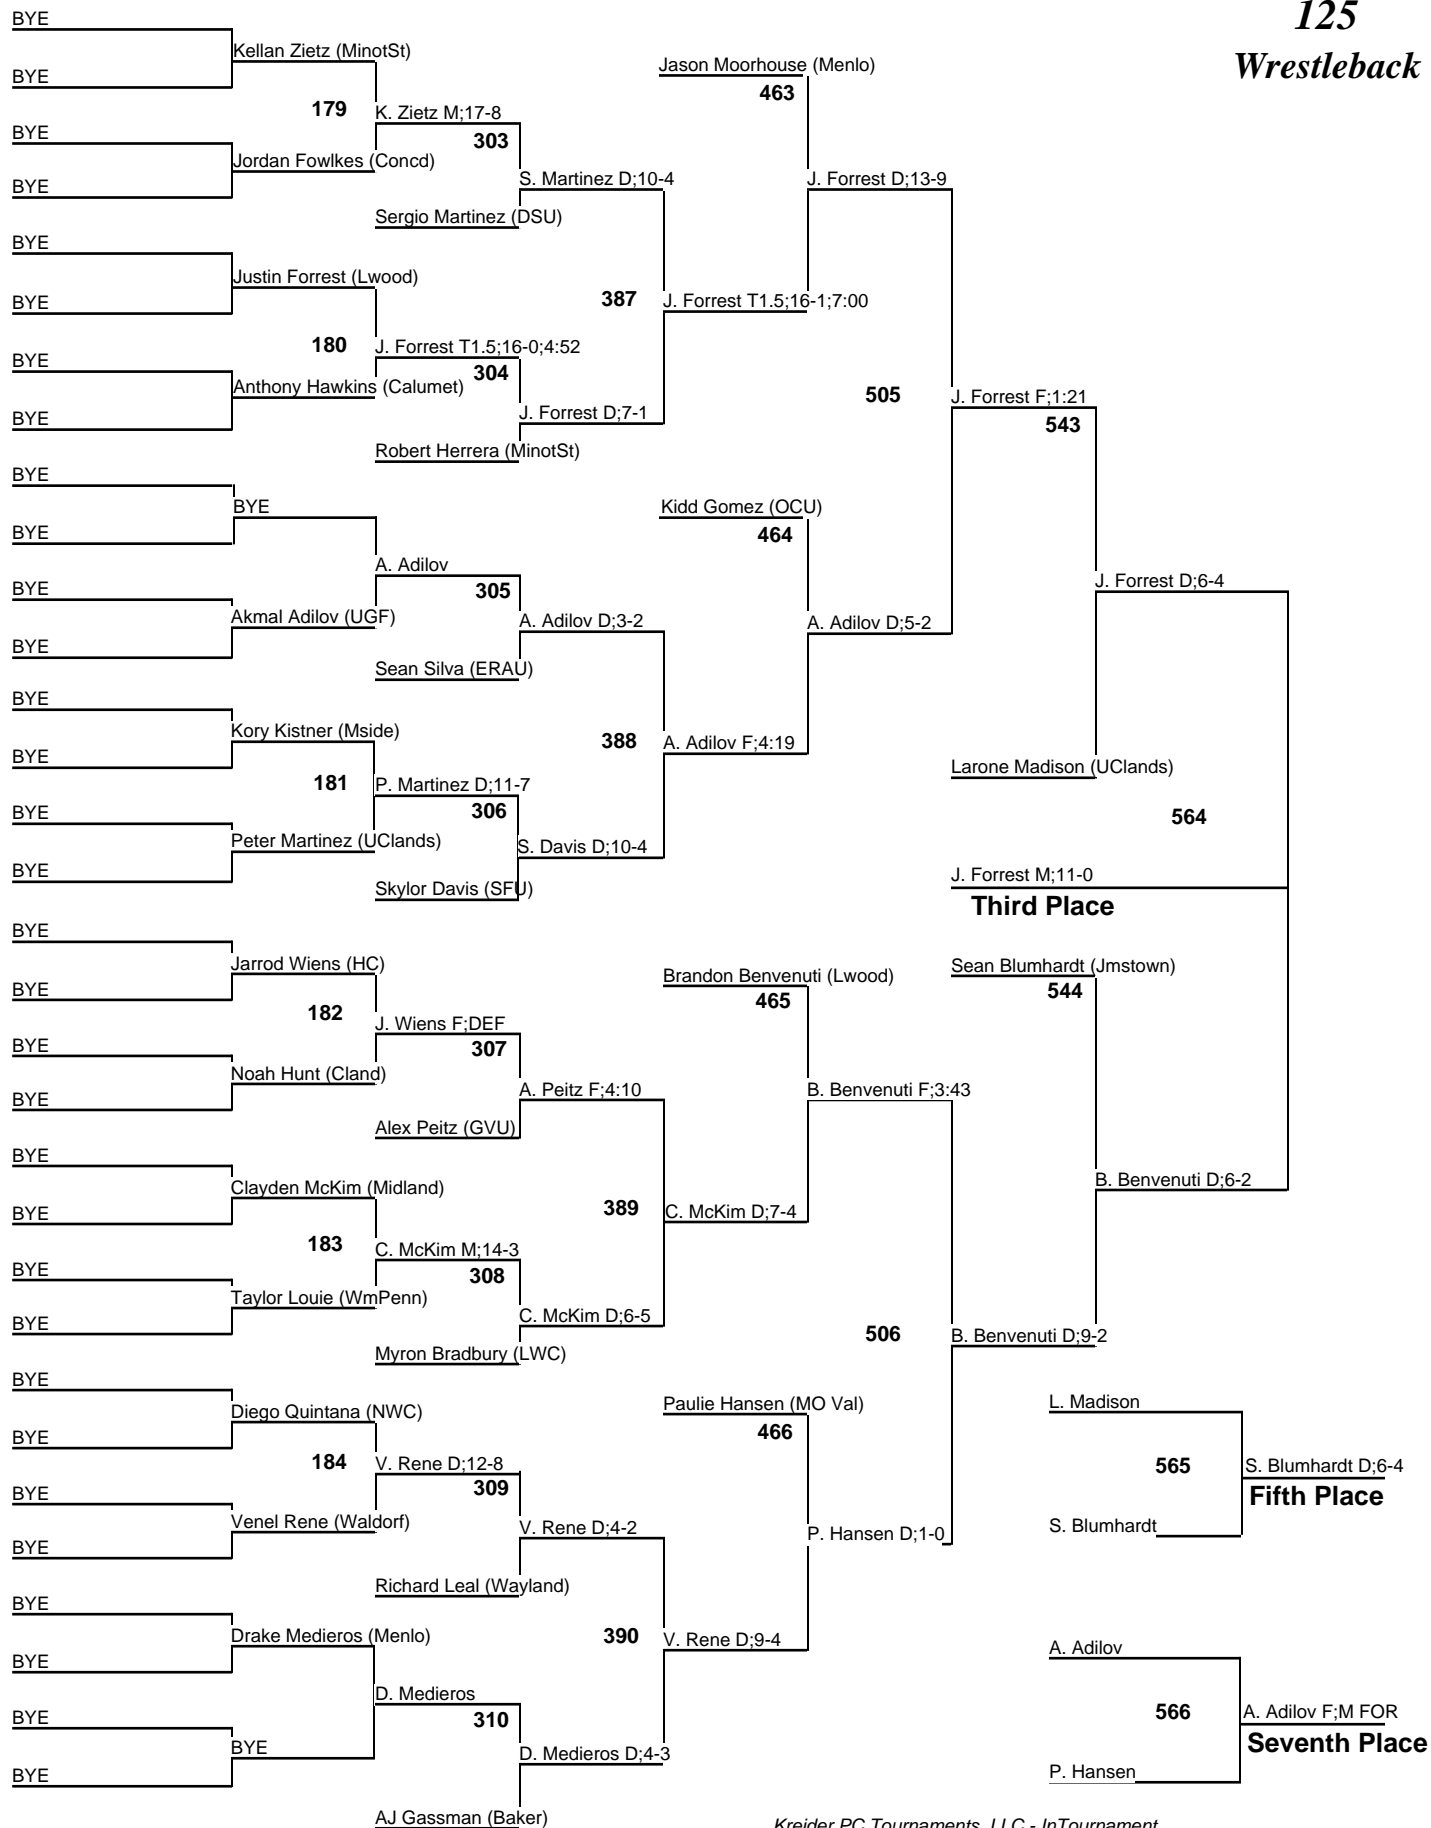 125
Wrestleback
BYE
Kellan Zietz (MinotSt)
Jason Moorhouse (Menlo)
BYE
463
179
K. Zietz M;17-8
BYE
303
Jordan Fowlkes (Concd)
BYE
S. Martinez D;10-4
J. Forrest D;13-9
Sergio Martinez (DSU)
BYE
Justin Forrest (Lwood)
BYE
387
J. Forrest T1.5;16-1;7:00
180
J. Forrest T1.5;16-0;4:52
BYE
304
Anthony Hawkins (Calumet)
505
J. Forrest F;1:21
BYE
J. Forrest D;7-1
543
Robert Herrera (MinotSt)
BYE
BYE
Kidd Gomez (OCU)
BYE
464
A. Adilov
J. Forrest D;6-4
BYE
305
Akmal Adilov (UGF)
A. Adilov D;3-2
A. Adilov D;5-2
BYE
Sean Silva (ERAU)
BYE
Kory Kistner (Mside)
388
A. Adilov F;4:19
BYE
Larone Madison (UClands)
181
P. Martinez D;11-7
BYE
306
564
Peter Martinez (UClands)
S. Davis D;10-4
BYE
J. Forrest M;11-0
Skylor Davis (SFU)
Third Place
BYE
Jarrod Wiens (HC)
Sean Blumhardt (Jmstown)
Brandon Benvenuti (Lwood)
BYE
544
465
182
J. Wiens F;DEF
BYE
307
Noah Hunt (Cland)
A. Peitz F;4:10
B. Benvenuti F;3:43
BYE
Alex Peitz (GVU)
BYE
B. Benvenuti D;6-2
Clayden McKim (Midland)
389
C. McKim D;7-4
BYE
183
C. McKim M;14-3
BYE
308
Taylor Louie (WmPenn)
C. McKim D;6-5
BYE
506
B. Benvenuti D;9-2
Myron Bradbury (LWC)
BYE
L. Madison
Paulie Hansen (MO Val)
Diego Quintana (NWC)
BYE
466
184
V. Rene D;12-8
565
S. Blumhardt D;6-4
309
BYE
Fifth Place
Venel Rene (Waldorf)
V. Rene D;4-2
S. Blumhardt
P. Hansen D;1-0
BYE
Richard Leal (Wayland)
BYE
Drake Medieros (Menlo)
390
V. Rene D;9-4
A. Adilov
BYE
D. Medieros
566
A. Adilov F;M FOR
BYE
310
Seventh Place
BYE
D. Medieros D;4-3
P. Hansen
BYE
AJ Gassman (Baker)
Kreider PC Tournaments, LLC - InTournament